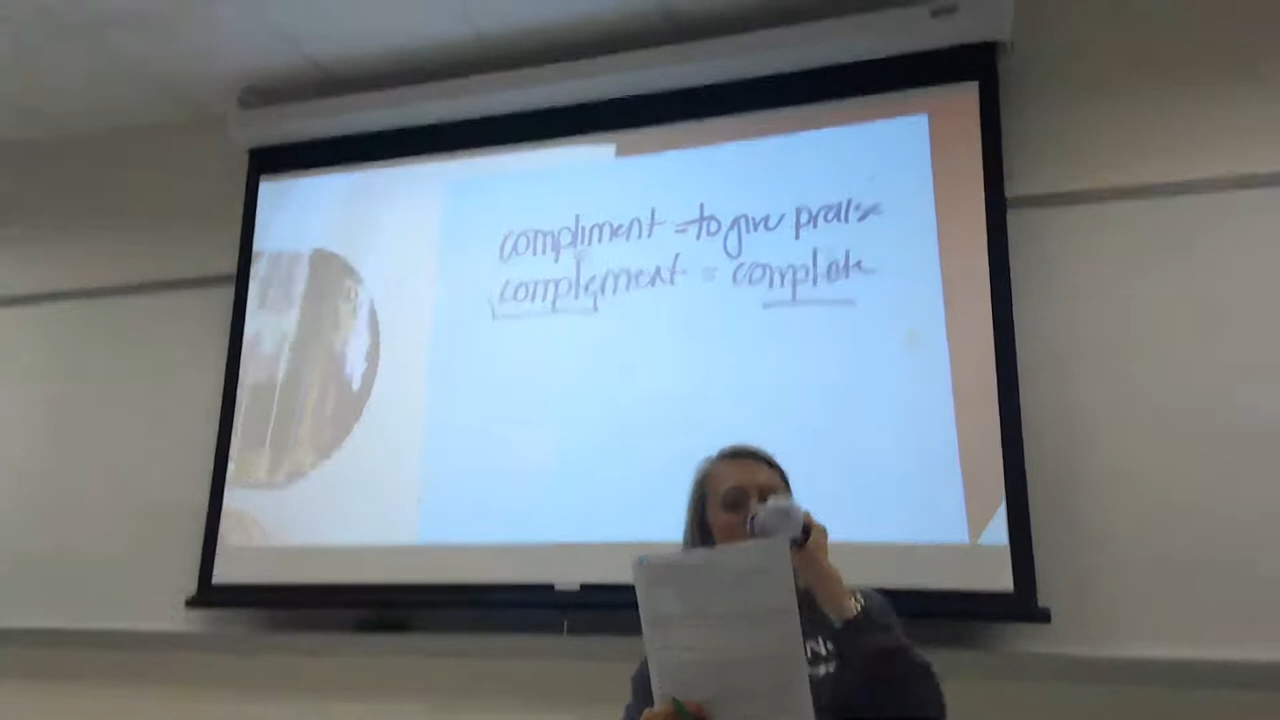 compliment = to give praise
complement = complete